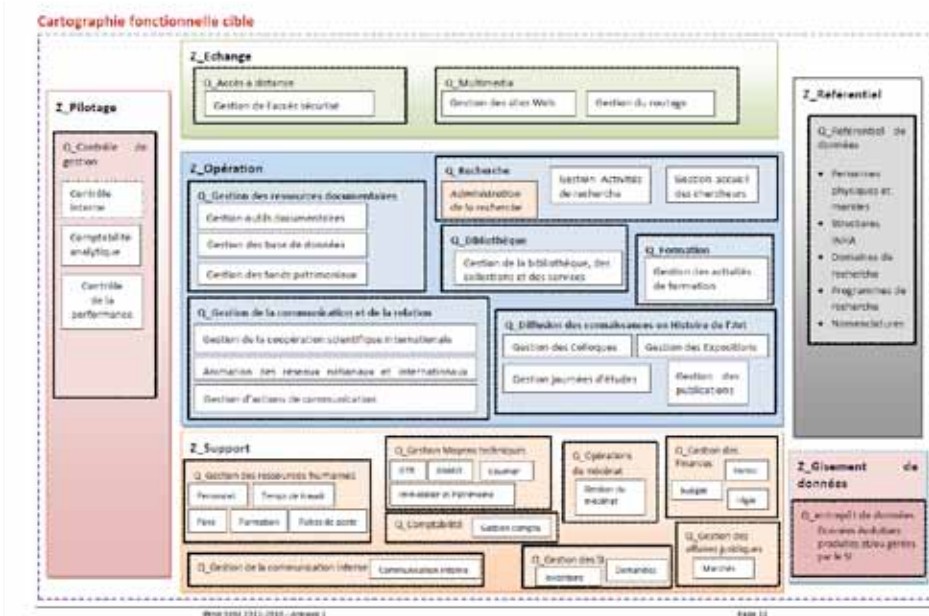 Cartographie fonctionnelle cible
Z_Echange
Q_Accès à distance
Gestion de l'accès sécurisé
Q_Multimedia
Gestion des sites Web
Gestion du routage
Z_Pilotage
Q_Contrôle de
gestion
Contrôle
interne
Comptabilité
analytique
Contrôle
de la
performance
Z_Opération
Q_Gestion des ressources documentaires
Gestion outils documentaires
Gestion des base de données
Gestion des fonds patrimoniaux
Q_Recherche
Administration
de la recherche
Gestion Activités
de recherche
Gestion accueil
des chercheurs
Q_Bibliothèque
Gestion de la bibliothèque, des
collections et des services
Q_Formation
Gestion des activités
de formation
Q_Gestion de la communication et de la relation
Gestion de la coopération scientifique internationale
Animation des réseaux nationaux et internationaux
Gestion d'actions de communication
Q_Diffusion des connaissances en Histoire de l'Art
Gestion des Colloques
Gestion des Expositions
Gestion journées d'études
Gestion des
publications
Z_Réferentiel
Q_Référentiel de
données
• Personnes
physiques et
morales
• Structures
INHA
• Domaines de
recherche
• Programmes de
recherche
• Nomenclatures
Z_Support
Q_Gestion des ressources humaines
Personnel
Temps de travail
Paye
Formation
Fiches de poste
Q_Gestion Moyens techniques
Courrier
Immobilier et Patrimoine
Q_Comptabilité
Gestion compta
Q_Opérations
de mécénat
Gestion du
mécénat
Q_Gestion des
Finances
Budget
Régie
Q_Gestion de la communication interne
Communication interne
Q_Gestion des SI
Inventaire
Demandes
Q_Gestion des
affaires juridiques
Marchés
Z_Gisement de
données
Q_entrepôt de données
Données évolutives
produites et/ou gérées
par le SI